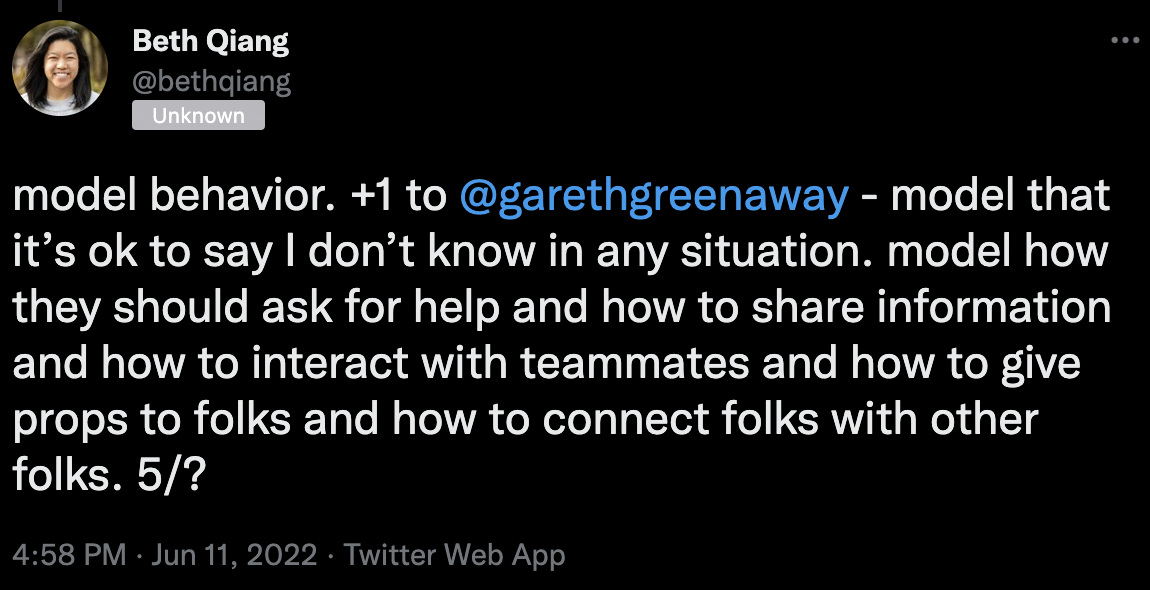 Beth Qiang
@bethqiang
Unknown
model behavior. +1 to @garethgreenaway - model that
it’s ok to say I don’t know in any situation. model how
they should ask for help and how to share information
and how to interact with teammates and how to give
props to folks and how to connect folks with other
folks. 5/?
4:58 PM · Jun 11, 2022 · Twitter Web App